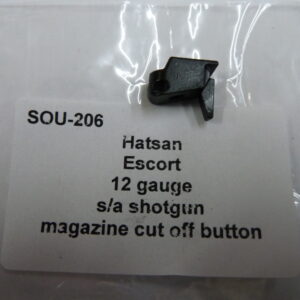 SOU-206
Hatsan
Escort
12 gauge
s/a shotgun
magazine cut off button